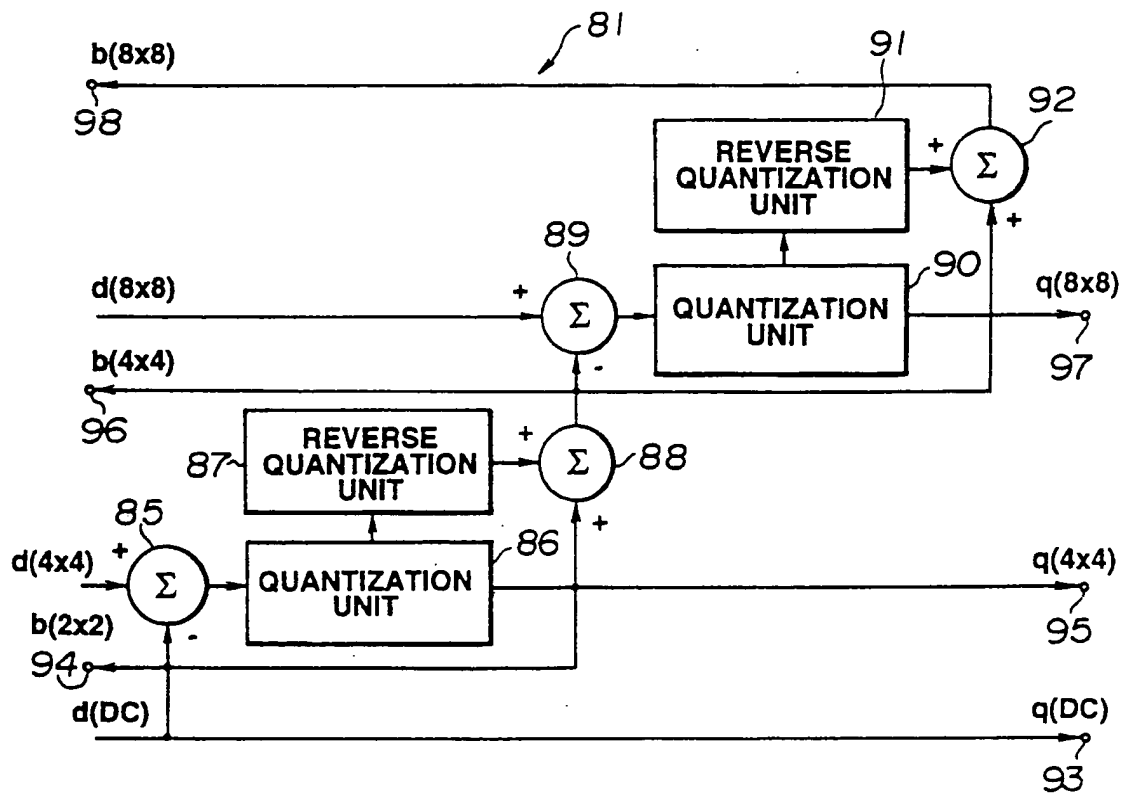 81
b(8x8)
98
91
92
REVERSE
QUANTIZATION
UNIT
+
Σ
+
89
90
d(8x8)
+
Σ
QUANTIZATION
UNIT
q(8x8)
97
b(4x4)
-
96
REVERSE
QUANTIZATION
UNIT
87
+
Σ
88
+
85
+
d(4x4)
Σ
86
QUANTIZATION
UNIT
q(4x4)
95
b(2x2)
-
94
d(DC)
q(DC)
93